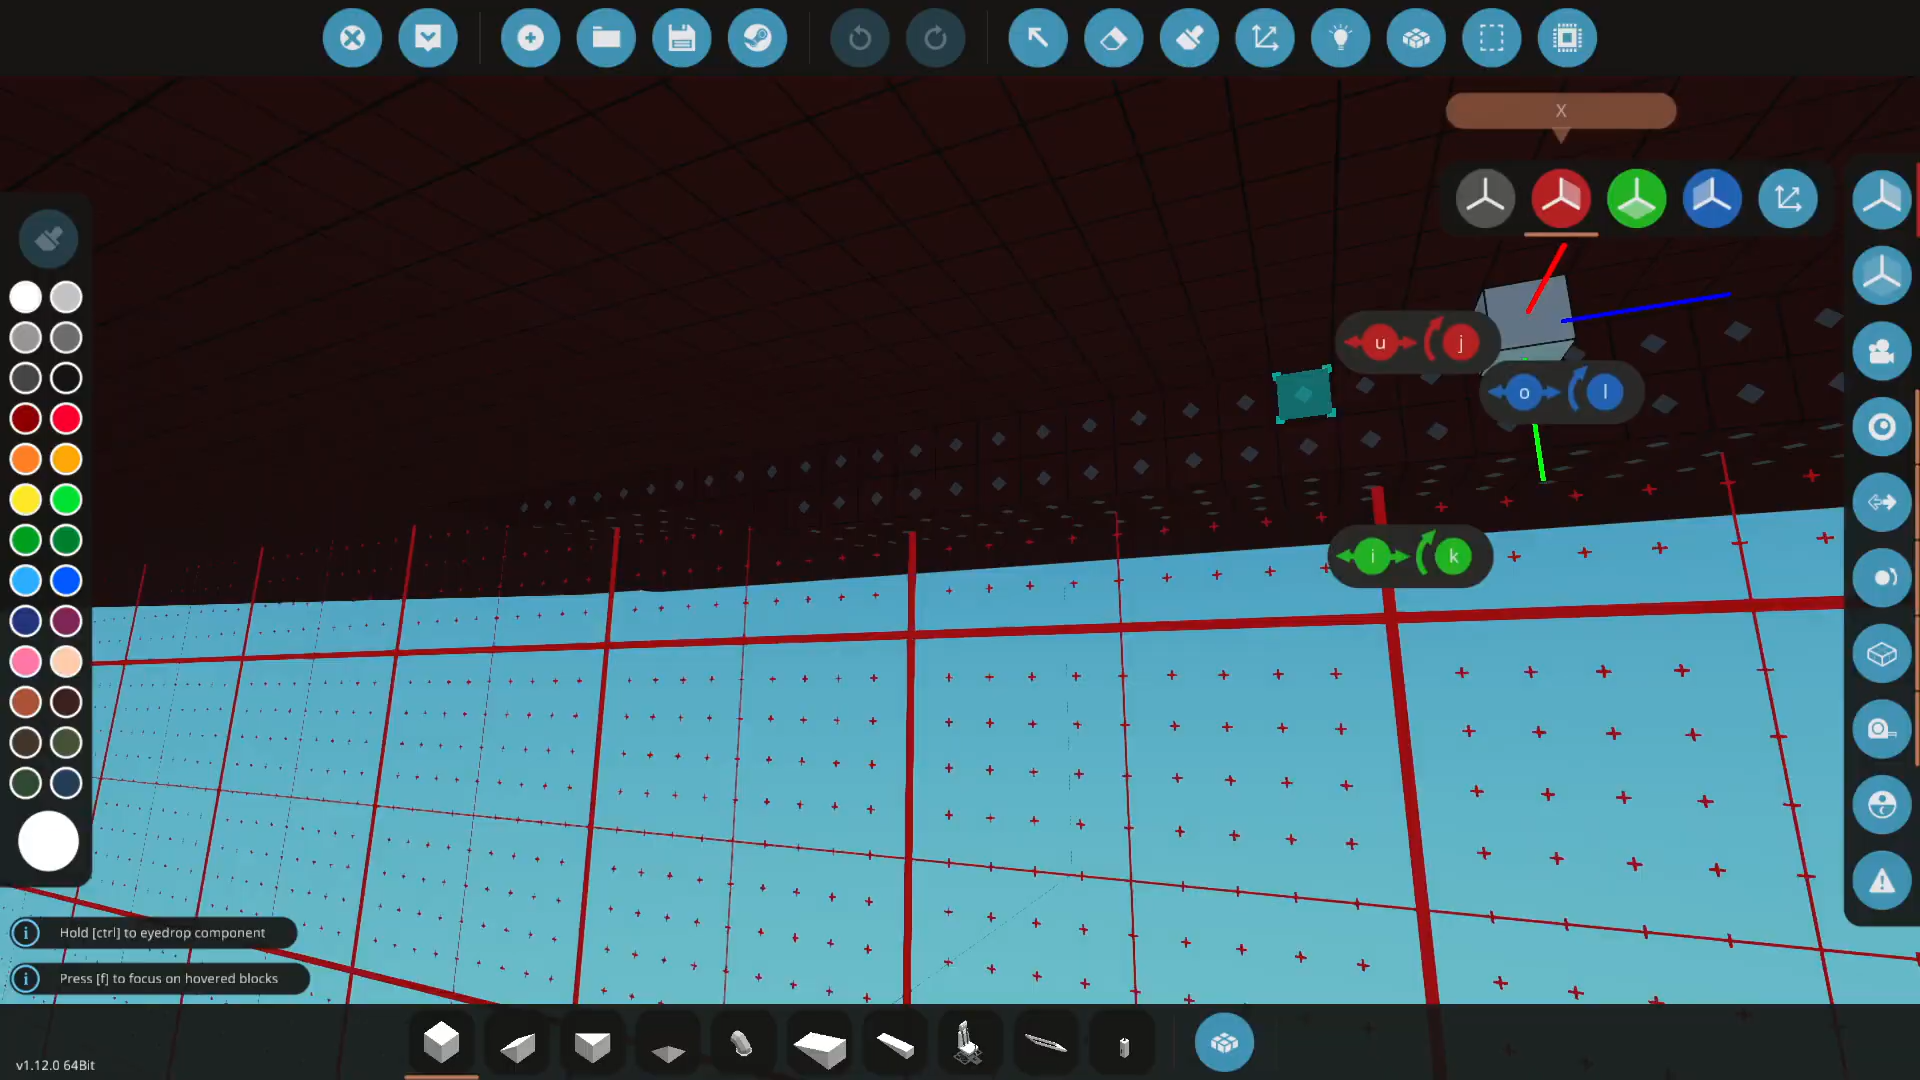 X
u
j
o
l
i
k
Hold [ctrl] to eyedrop component
Press [f] to focus on hovered blocks
v1.12.0 64Bit